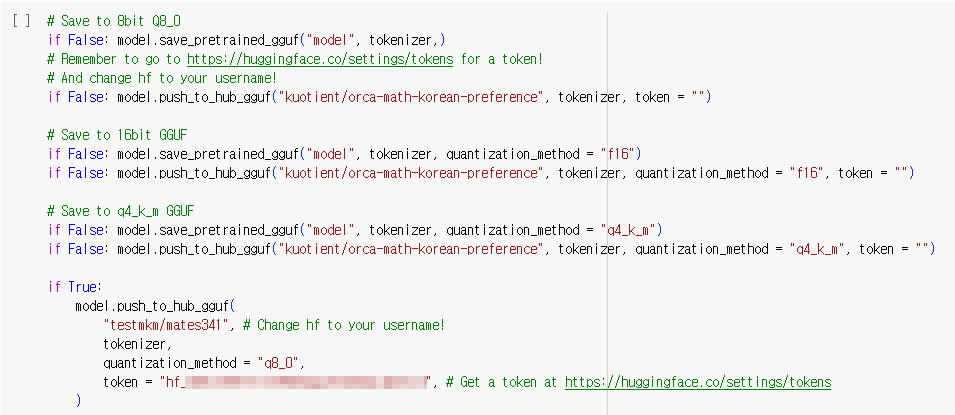 [ ] # Save to 8bit Q8_0
if False: model.save_pretrained_gguf("model", tokenizer,)
# Remember to go to https://huggingface.co/settings/tokens for a token!
# And change hf to your username!
if False: model.push_to_hub_gguf("kuotient/orca-math-korean-preference", tokenizer, token = "")
# Save to 16bit GGUF
if False: model.save_pretrained_gguf("model", tokenizer, quantization_method = "f16")
if False: model.push_to_hub_gguf("kuotient/orca-math-korean-preference", tokenizer, quantization_method = "f16", token = "")
# Save to q4_k_m GGUF
if False: model.save_pretrained_gguf("model", tokenizer, quantization_method = "q4_k_m")
if False: model.push_to_hub_gguf("kuotient/orca-math-korean-preference", tokenizer, quantization_method = "q4_k_m", token = "")
if True:
model.push_to_hub_gguf(
"testmkm/mates341", # Change hf to your username!
tokenizer,
quantization_method = "q8_0",
token = "hf_", # Get a token at https://huggingface.co/settings/tokens
)